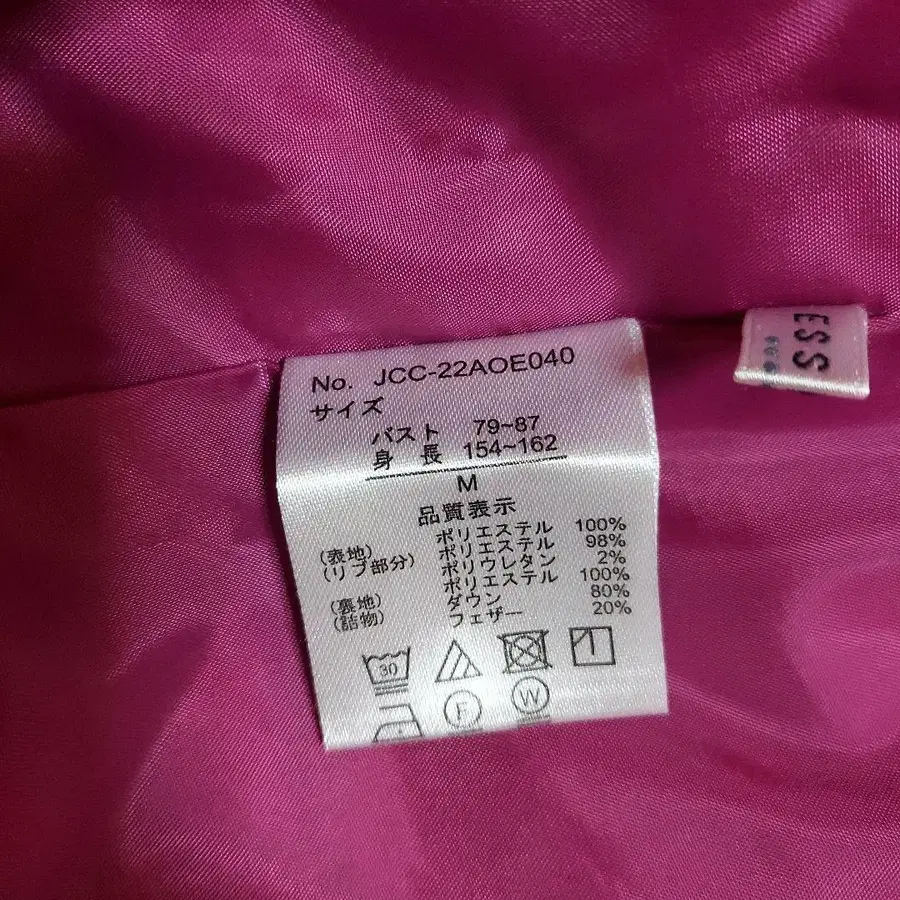 No. JCC-22AOE040
サイズ
バスト 79~87
身 長 154~162
M
品質表示
(表地) ポリエステル 100%
(リブ部分) ポリエステル 98%
ポリウレタン 2%
(裏地) ポリエステル 100%
(詰物) ダウン 80%
フェザー 20%
30
F
W
ESS